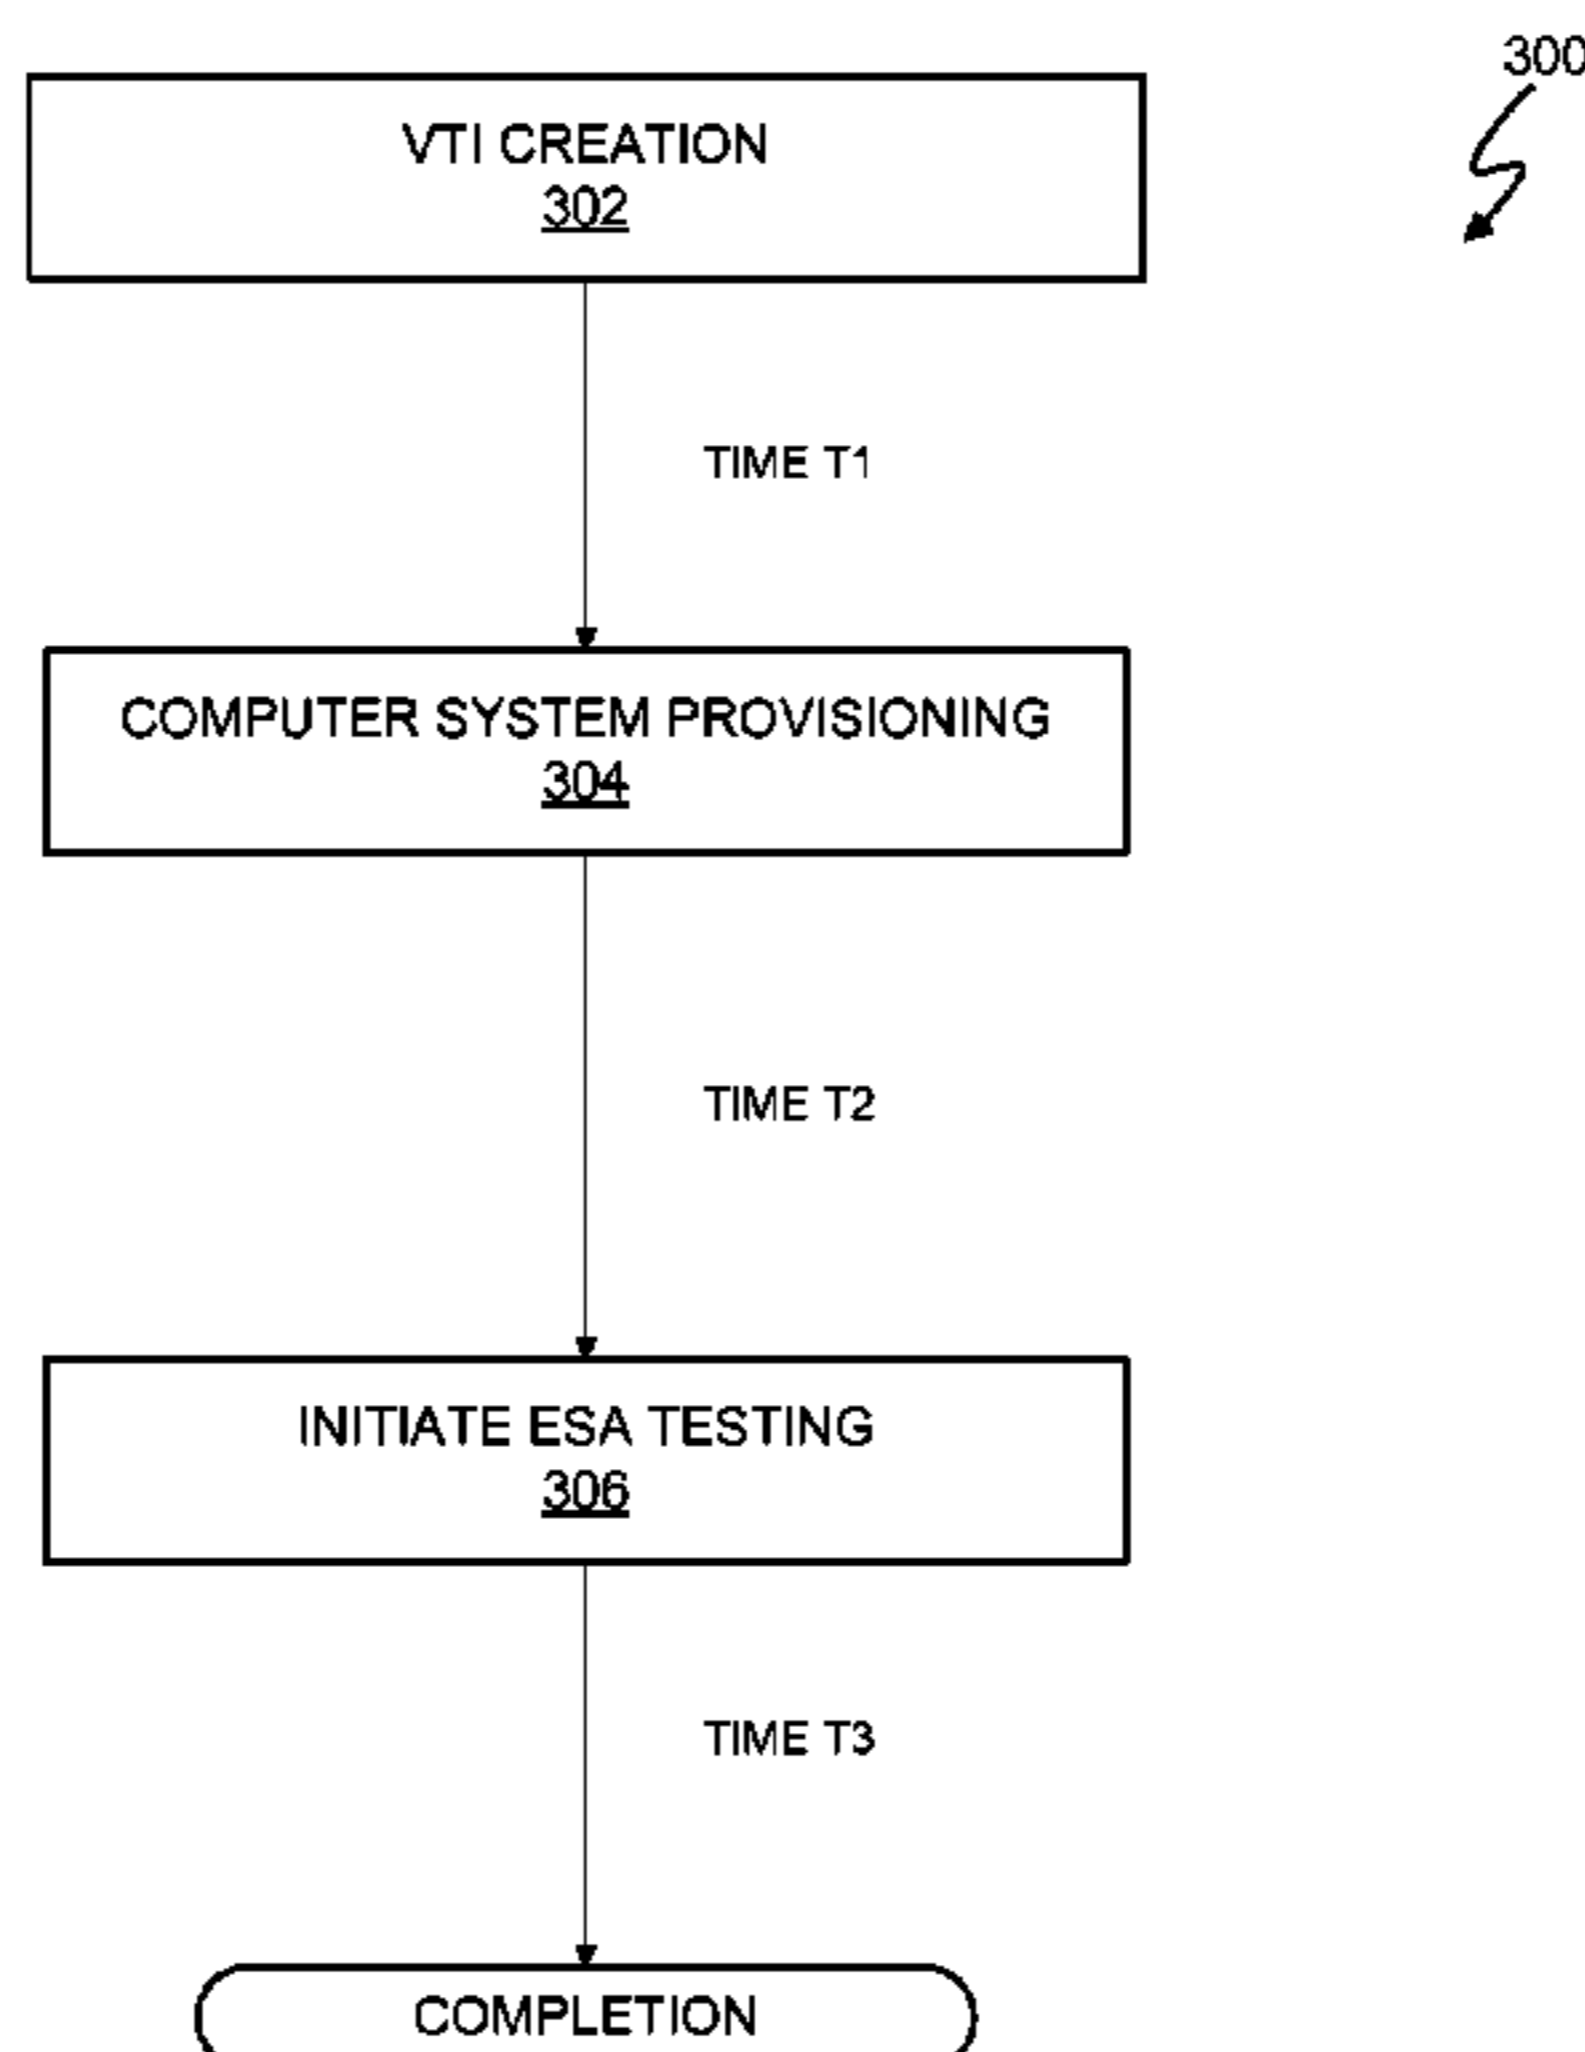 300
VTI CREATION
302
TIME T1
COMPUTER SYSTEM PROVISIONING
304
TIME T2
INITIATE ESA TESTING
306
TIME T3
COMPLETION